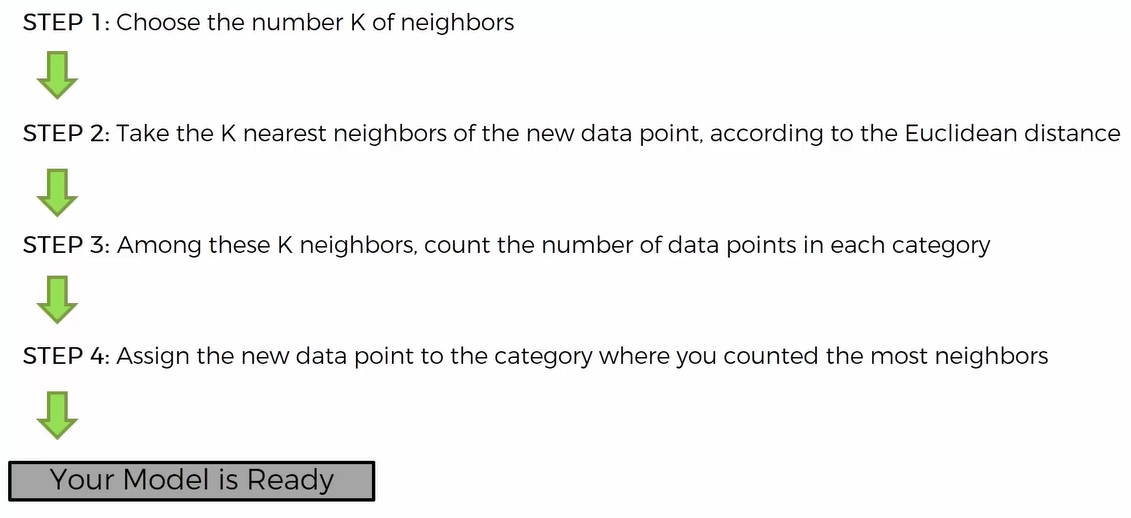 STEP 1: Choose the number K of neighbors
STEP 2: Take the K nearest neighbors of the new data point, according to the Euclidean distance
STEP 3: Among these K neighbors, count the number of data points in each category
STEP 4: Assign the new data point to the category where you counted the most neighbors
Your Model is Ready